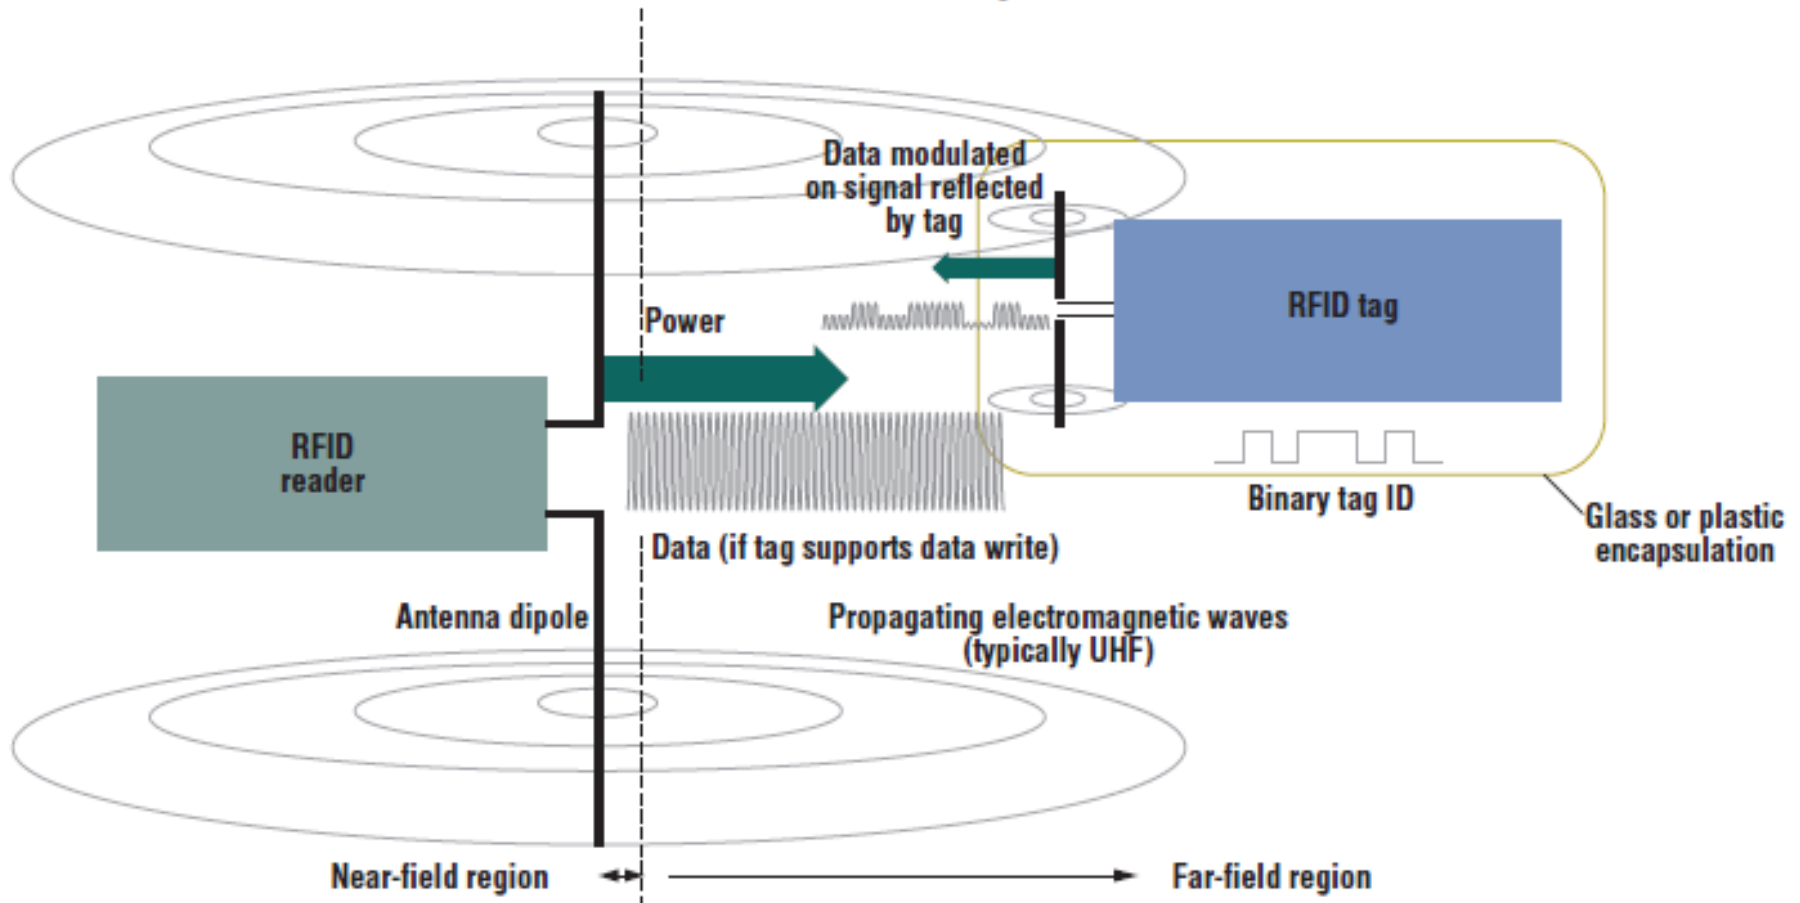 Data modulated
on signal reflected
by tag
Power
RFID tag
RFID
reader
Binary tag ID
Glass or plastic
encapsulation
Data (if tag supports data write)
Antenna dipole
Propagating electromagnetic waves
(typically UHF)
Near-field region
Far-field region